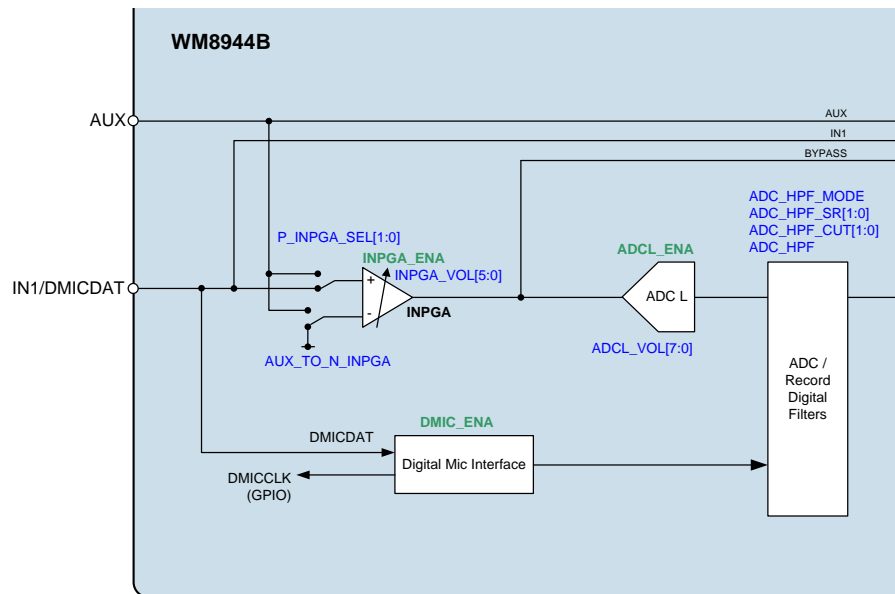 WM8944B
AUX
AUX
IN1
BYPASS
ADC_HPF_MODE
ADC_HPF_SR[1:0]
ADC_HPF_CUT[1:0]
ADC_HPF
P_INPGA_SEL[1:0]
INPGA_ENA
ADCL_ENA
INPGA_VOL[5:0]
IN1/DMICDAT
+
-
INPGA
ADC L
AUX_TO_N_INPGA
ADCL_VOL[7:0]
ADC /
Record
Digital
Filters
DMIC_ENA
DMICDAT
Digital Mic Interface
DMICCLK
(GPIO)